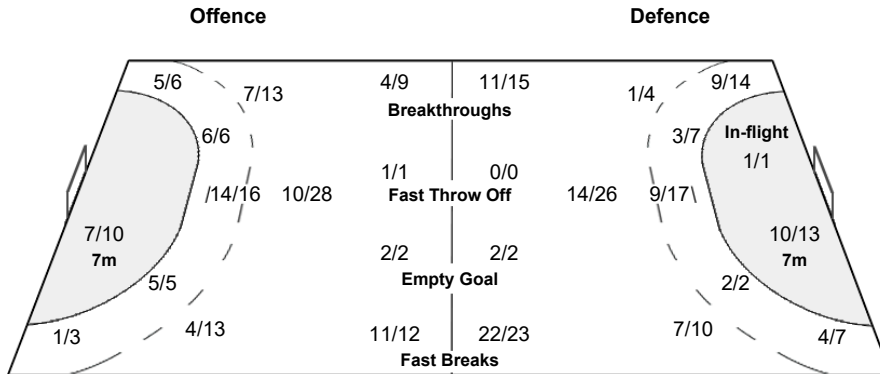 Offence Defence
5/6 7/13 4/9 11/15 1/4 9/14
Breakthroughs
6/6 3/7 In-flight
1/1
1/1 0/0
14/16 10/28 Fast Throw Off 14/26 9/17
7/10 10/13
7m 7m
2/2 2/2
5/5 Empty Goal 2/2
1/3 4/13 11/12 22/23 7/10 4/7
Fast Breaks